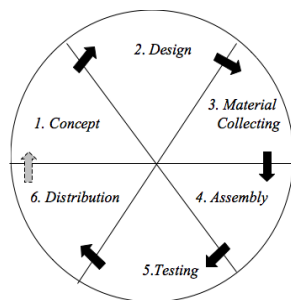 2. Design
3. Material
Collecting
1. Concept
6. Distribution
4. Assembly
5.Testing